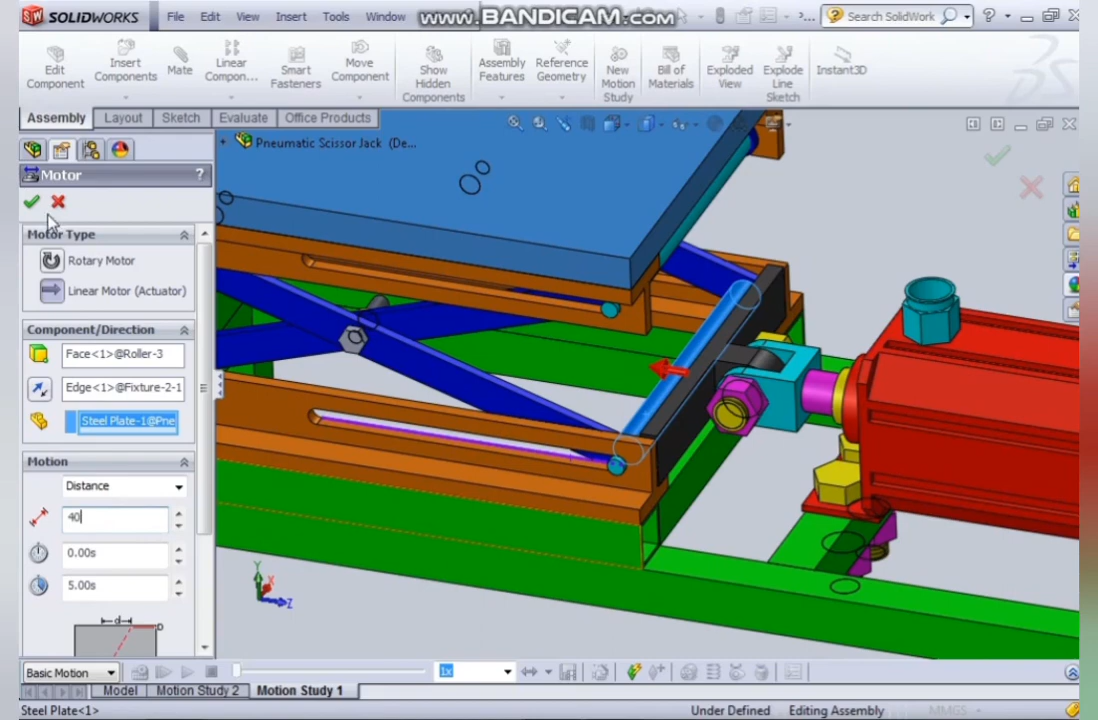 SOLIDWORKS File Edit View Insert Tools Window www.BANDICAM.com Search SolidWork
Edit Component
Insert Components
Mate
Linear Compon...
Smart Fasteners
Move Component
Show Hidden Components
Assembly Features
Reference Geometry
New Motion Study
Bill of Materials
Exploded View
Explode Line Sketch
Instant3D
Assembly Layout Sketch Evaluate Office Products
Pneumatic Scissor Jack (De...
Motor ?
Motor Type
Rotary Motor
Linear Motor (Actuator)
Component/Direction
Face<1>@Roller-3
Edge<1>@Fixture-2-1
Steel Plate-1@Pne
Motion
Distance
40
0.00s
5.00s
d
D
Y
X
Z
Basic Motion 1x
Model Motion Study 2 Motion Study 1
Steel Plate<1> Under Defined Editing Assembly MMGS